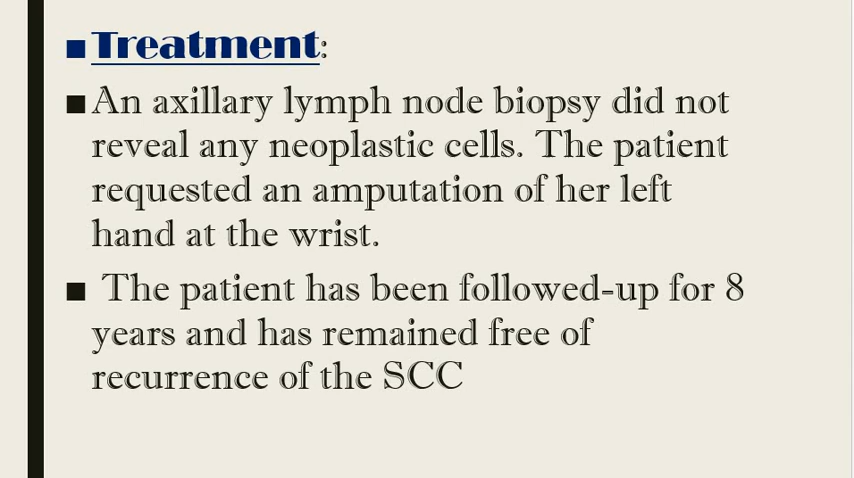 ■Treatment:
■An axillary lymph node biopsy did not
reveal any neoplastic cells. The patient
requested an amputation of her left
hand at the wrist.
■ The patient has been followed-up for 8
years and has remained free of
recurrence of the SCC